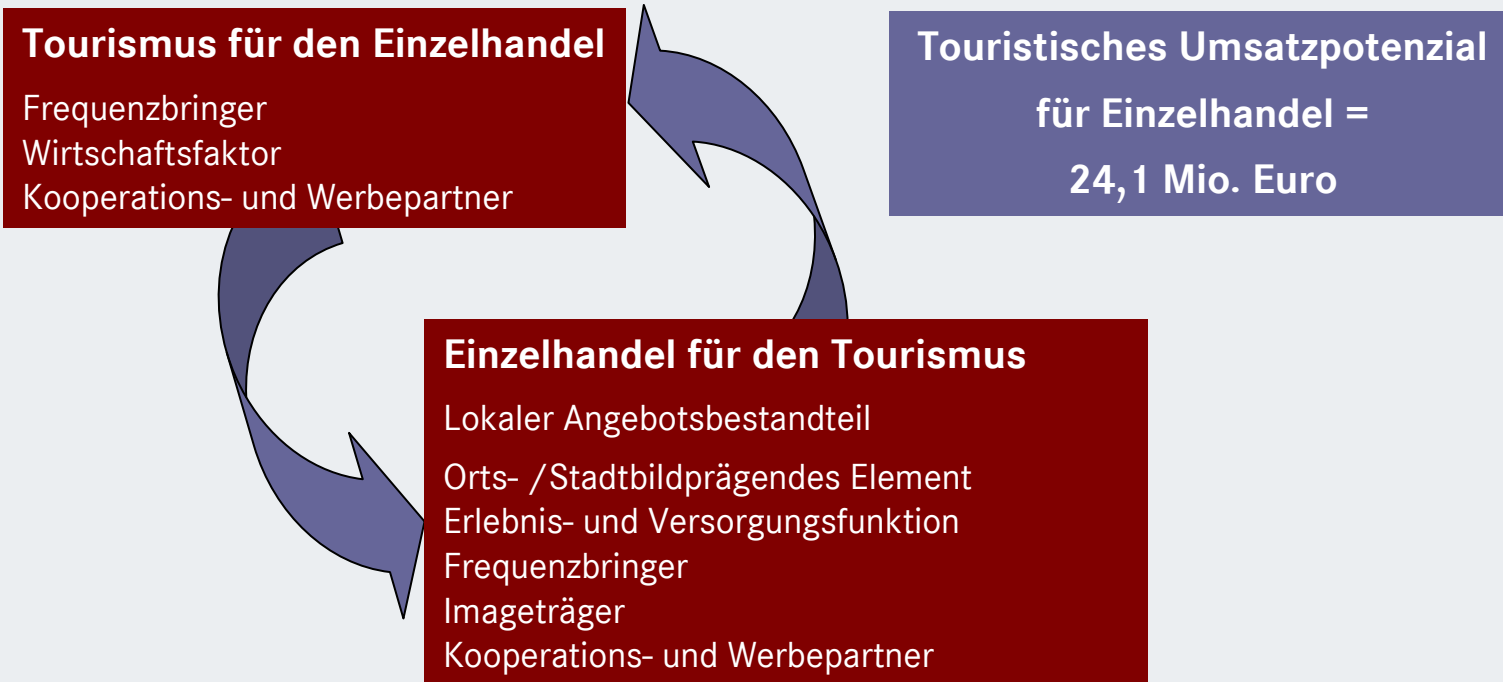 Tourismus für den Einzelhandel
Frequenzbringer
Wirtschaftsfaktor
Kooperations- und Werbepartner
Touristisches Umsatzpotenzial
für Einzelhandel =
24,1 Mio. Euro
Einzelhandel für den Tourismus
Lokaler Angebotsbestandteil
Orts- /Stadtbildprägendes Element
Erlebnis- und Versorgungsfunktion
Frequenzbringer
Imageträger
Kooperations- und Werbepartner